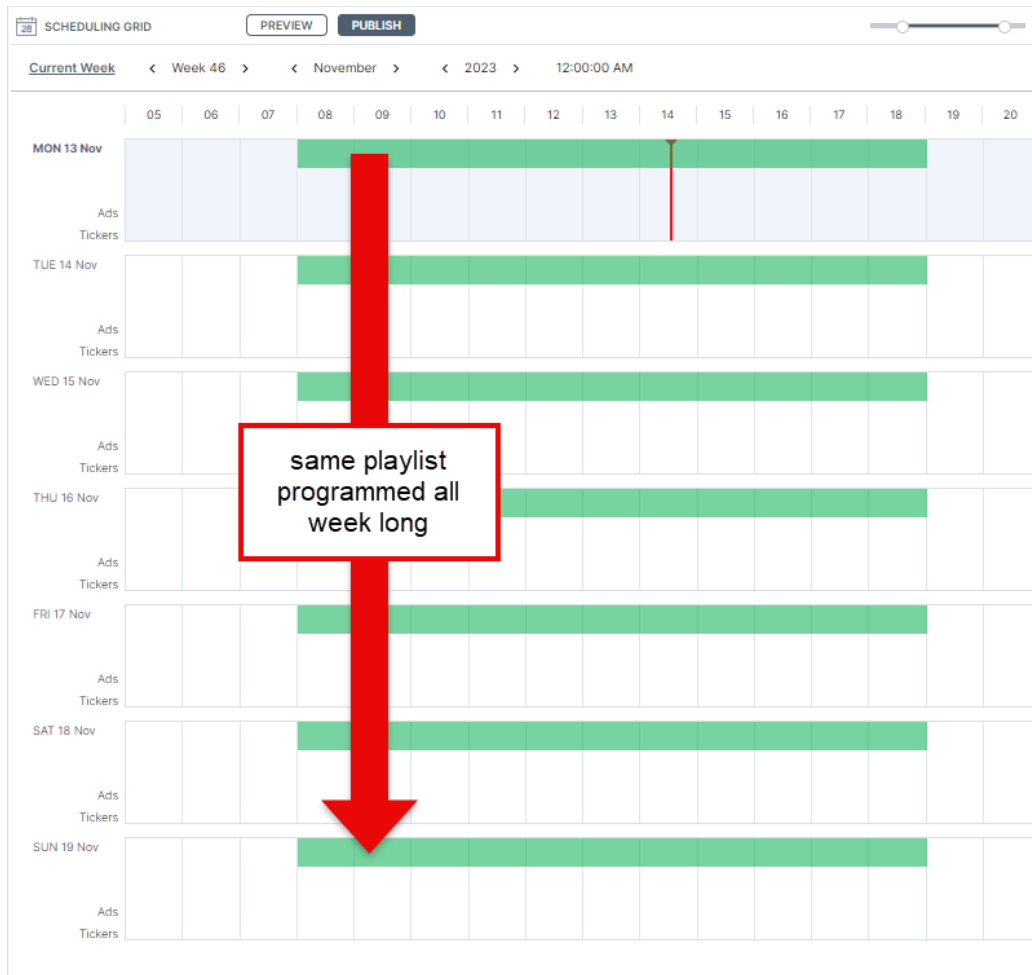 28 SCHEDULING GRID PREVIEW PUBLISH
Current Week < Week 46 > < November > < 2023 > 12:00:00 AM
05 06 07 08 09 10 11 12 13 14 15 16 17 18 19 20
MON 13 Nov
Ads
Tickers
TUE 14 Nov
Ads
Tickers
WED 15 Nov
Ads
Tickers
same playlist
programmed all
week long
THU 16 Nov
Ads
Tickers
FRI 17 Nov
Ads
Tickers
SAT 18 Nov
Ads
Tickers
SUN 19 Nov
Ads
Tickers